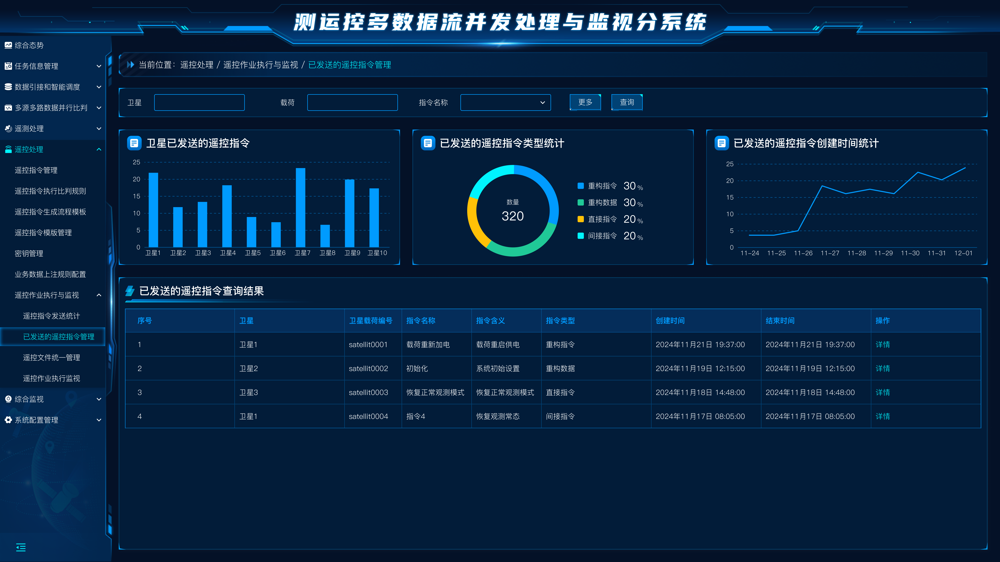 测运控多数据流并发处理与监视分系统
综合态势
任务信息管理
数据引接和智能调度
多源多路数据并行比判
遥测处理
遥控处理
遥控指令管理
遥控指令执行比判规则
遥控指令生成流程模板
遥控指令模版管理
密钥管理
业务数据上注规则配置
遥控作业执行与监视
遥控指令发送统计
已发送的遥控指令管理
遥控文件统一管理
遥控作业执行监视
综合监视
系统配置管理
当前位置：遥控处理 / 遥控作业执行与监视 / 已发送的遥控指令管理
卫星 载荷 指令名称 更多 查询
卫星已发送的遥控指令
25
20
15
10
5
0
卫星1 卫星2 卫星3 卫星4 卫星5 卫星6 卫星7 卫星8 卫星9 卫星10
已发送的遥控指令类型统计
数量
320
重构指令 30 %
重构数据 30 %
直接指令 20 %
间接指令 20 %
已发送的遥控指令创建时间统计
25
20
15
10
5
0
11-24 11-25 11-26 11-27 11-28 11-29 11-30 11-31 12-01
已发送的遥控指令查询结果
序号 卫星 卫星载荷编号 指令名称 指令含义 指令类型 创建时间 结束时间 操作
1 卫星1 satellit0001 载荷重新加电 载荷重启供电 重构指令 2024年11月21日 19:37:00 2024年11月21日 19:37:00 详情
2 卫星2 satellit0002 初始化 系统初始设置 重构数据 2024年11月19日 12:15:00 2024年11月19日 12:15:00 详情
3 卫星3 satellit0003 恢复正常观测模式 恢复正常观测模式 直接指令 2024年11月18日 14:48:00 2024年11月18日 14:48:00 详情
4 卫星1 satellit0004 指令4 恢复观测常态 间接指令 2024年11月17日 08:05:00 2024年11月17日 08:05:00 详情